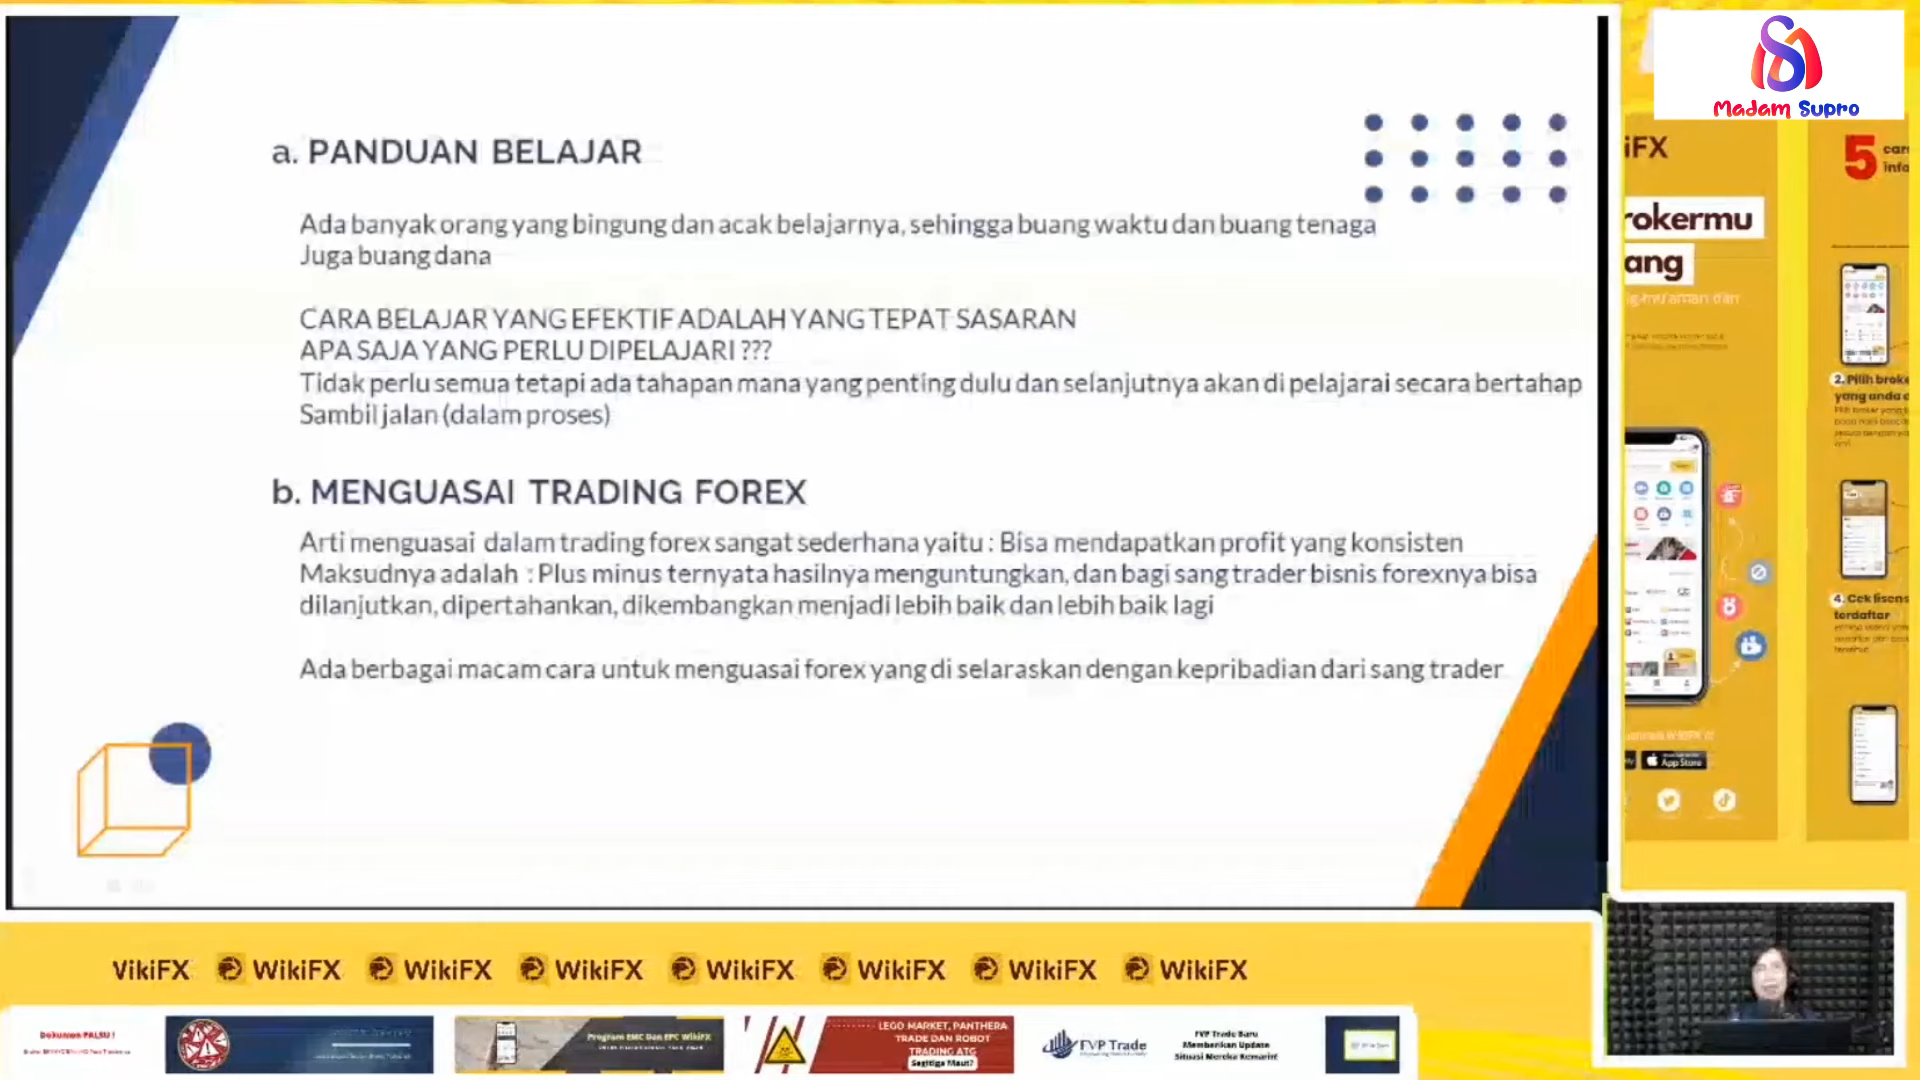 a. PANDUAN BELAJAR
Ada banyak orang yang bingung dan acak belajarnya, sehingga buang waktu dan buang tenaga
Juga buang dana
CARA BELAJAR YANG EFEKTIF ADALAH YANG TEPAT SASARAN
APA SAJA YANG PERLU DIPELAJARI ???
Tidak perlu semua tetapi ada tahapan mana yang penting dulu dan selanjutnya akan di pelajarai secara bertahap
Sambil jalan (dalam proses)
b. MENGUASAI TRADING FOREX
Arti menguasai dalam trading forex sangat sederhana yaitu : Bisa mendapatkan profit yang konsisten
Maksudnya adalah : Plus minus ternyata hasilnya menguntungkan, dan bagi sang trader bisnis forexnya bisa
dilanjutkan, dipertahankan, dikembangkan menjadi lebih baik dan lebih baik lagi
Ada berbagai macam cara untuk menguasai forex yang di selaraskan dengan kepribadian dari sang trader
Madam Supro
iFX
rokermu
ang
App Store
5 cara
info
2. Pilih broke
yang anda
4. Cek lisens
terdaftar
VikiFX WikiFX WikiFX WikiFX WikiFX WikiFX WikiFX WikiFX
Dokumen PALSU !
Program EMC Dan EPC WikiFX
LEGO MARKET, PANTHERA
TRADE DAN ROBOT
TRADING ATG
Segitiga Maut?
FVP Trade
FVP Trade Baru
Memberikan Update
Situasi Mereka Kemarin!